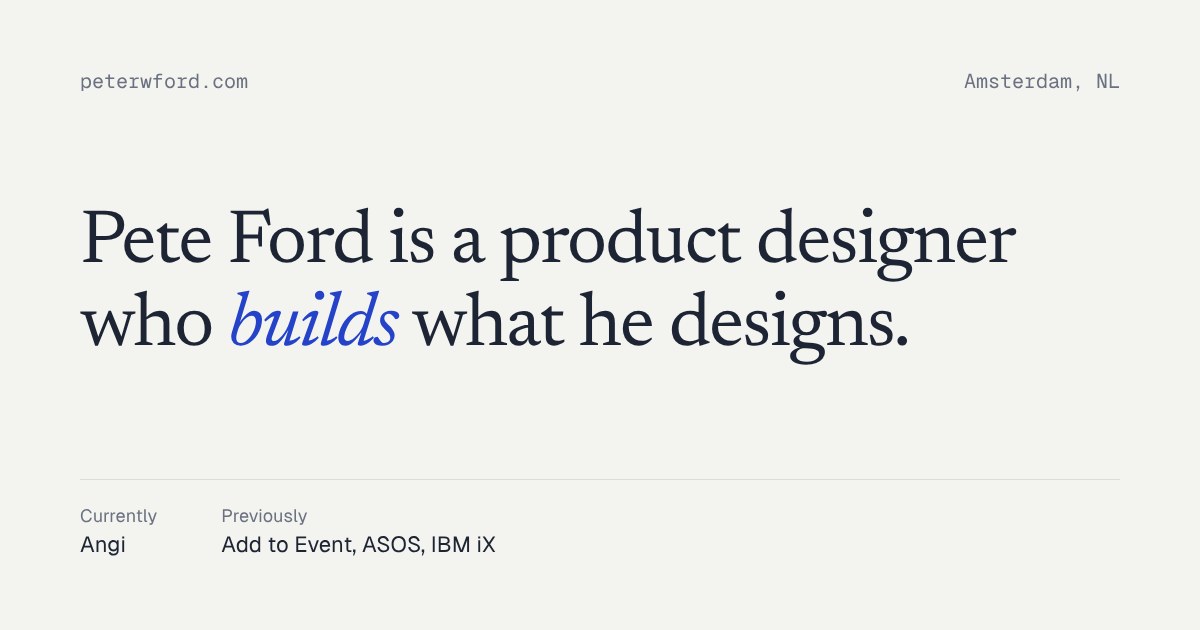 peterwford.com
Amsterdam, NL
Pete Ford is a product designer
who builds what he designs.
Currently
Previously
Angi
Add to Event, ASOS, IBM iX